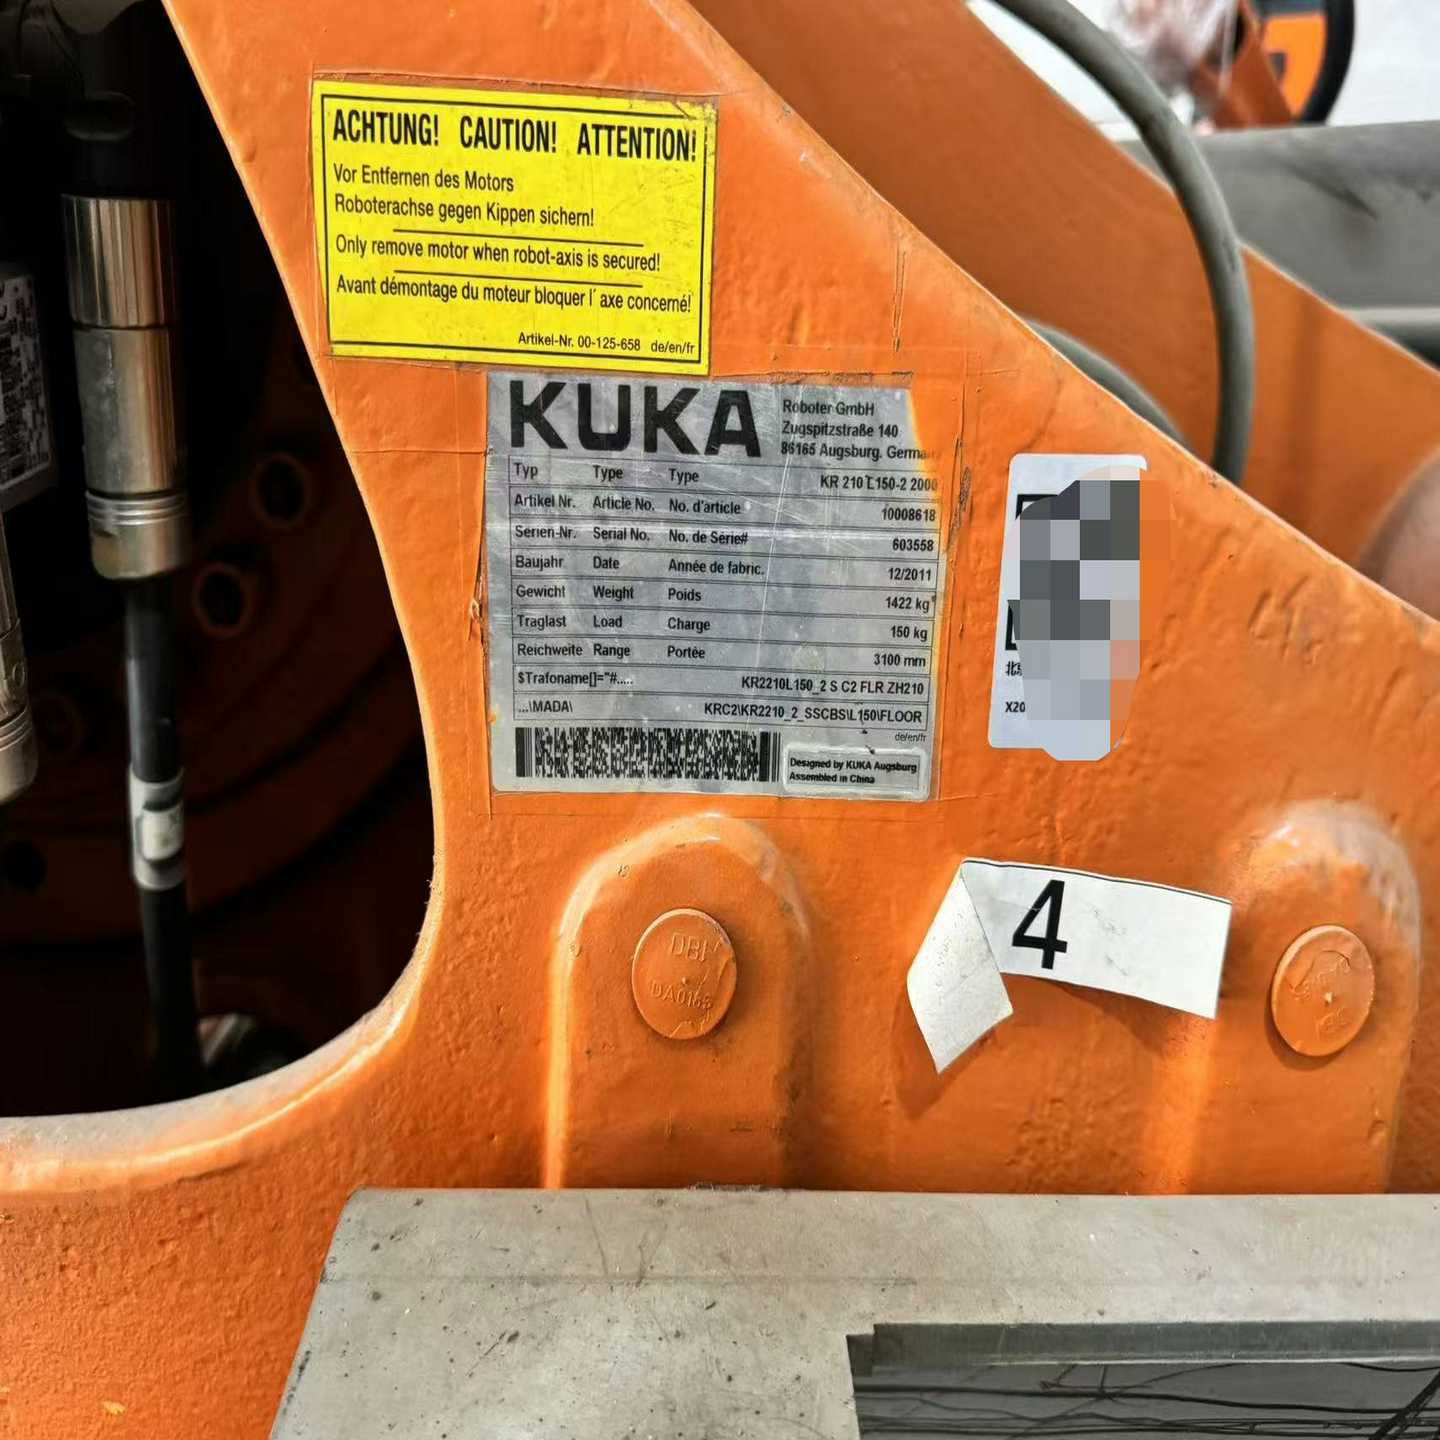 ACHTUNG! CAUTION! ATTENTION!
Vor Entfernen des Motors
Roboterachse gegen Kippen sichern!
Only remove motor when robot-axis is secured!
Avant démontage du moteur bloquer l´ axe concerné!
Artikel-Nr. 00-125-658 de/en/fr
KUKA
Roboter GmbH
Zugspitzstraße 140
86165 Augsburg. Germa
Typ Type Type KR 210 L150-2 2000
Artikel Nr. Article No. No. d'article 10008618
Serien-Nr. Serial No. No. de Série# 603558
Baujahr Date Année de fabric. 12/2011
Gewicht Weight Poids 1422 kg
Traglast Load Charge 150 kg
Reichweite Range Portée 3100 mm
$Trafoname[]="#..... KR2210L150_2 S C2 FLR ZH210
...\MADA\ KRC2\KR2210_2_SSCBS\L150\FLOOR
de/en/fr
Designed by KUKA Augsburg
Assembled in China
X20
4